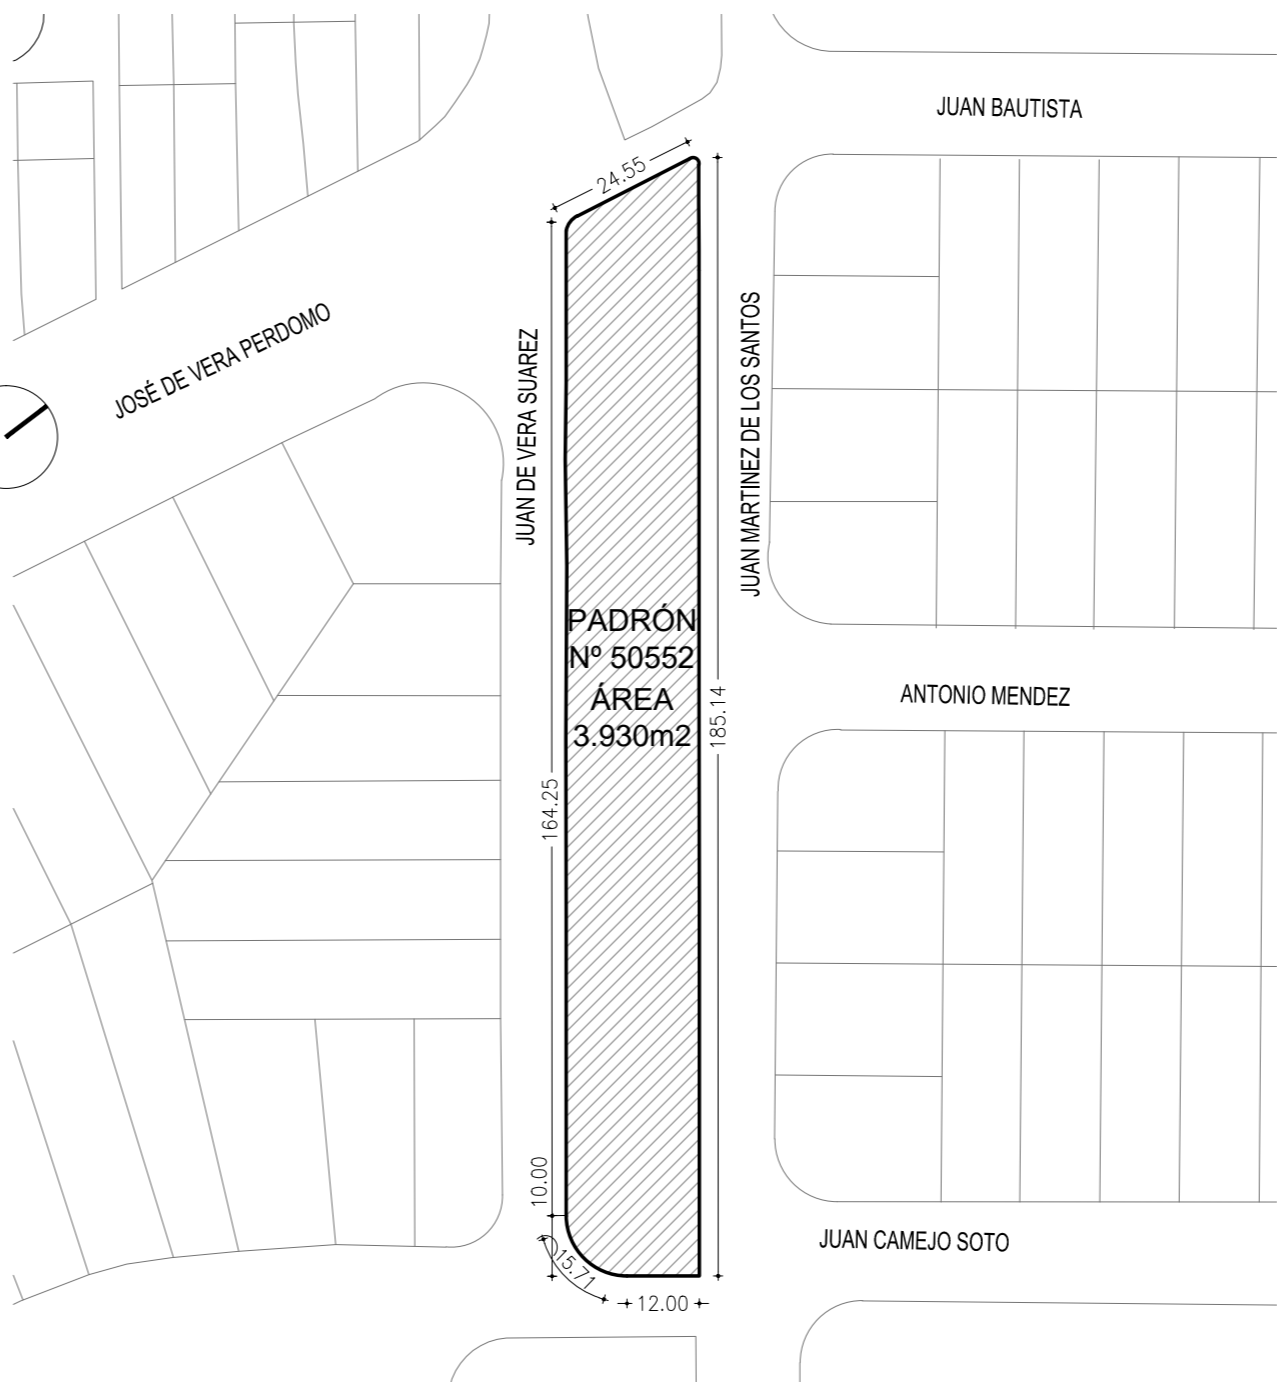 JUAN BAUTISTA
24.55
JOSÉ DE VERA PERDOMO
JUAN DE VERA SUAREZ
JUAN MARTINEZ DE LOS SANTOS
PADRÓN
Nº 50552
ÁREA
3.930m2
185.14
ANTONIO MENDEZ
164.25
10.00
JUAN CAMEJO SOTO
15.71
12.00